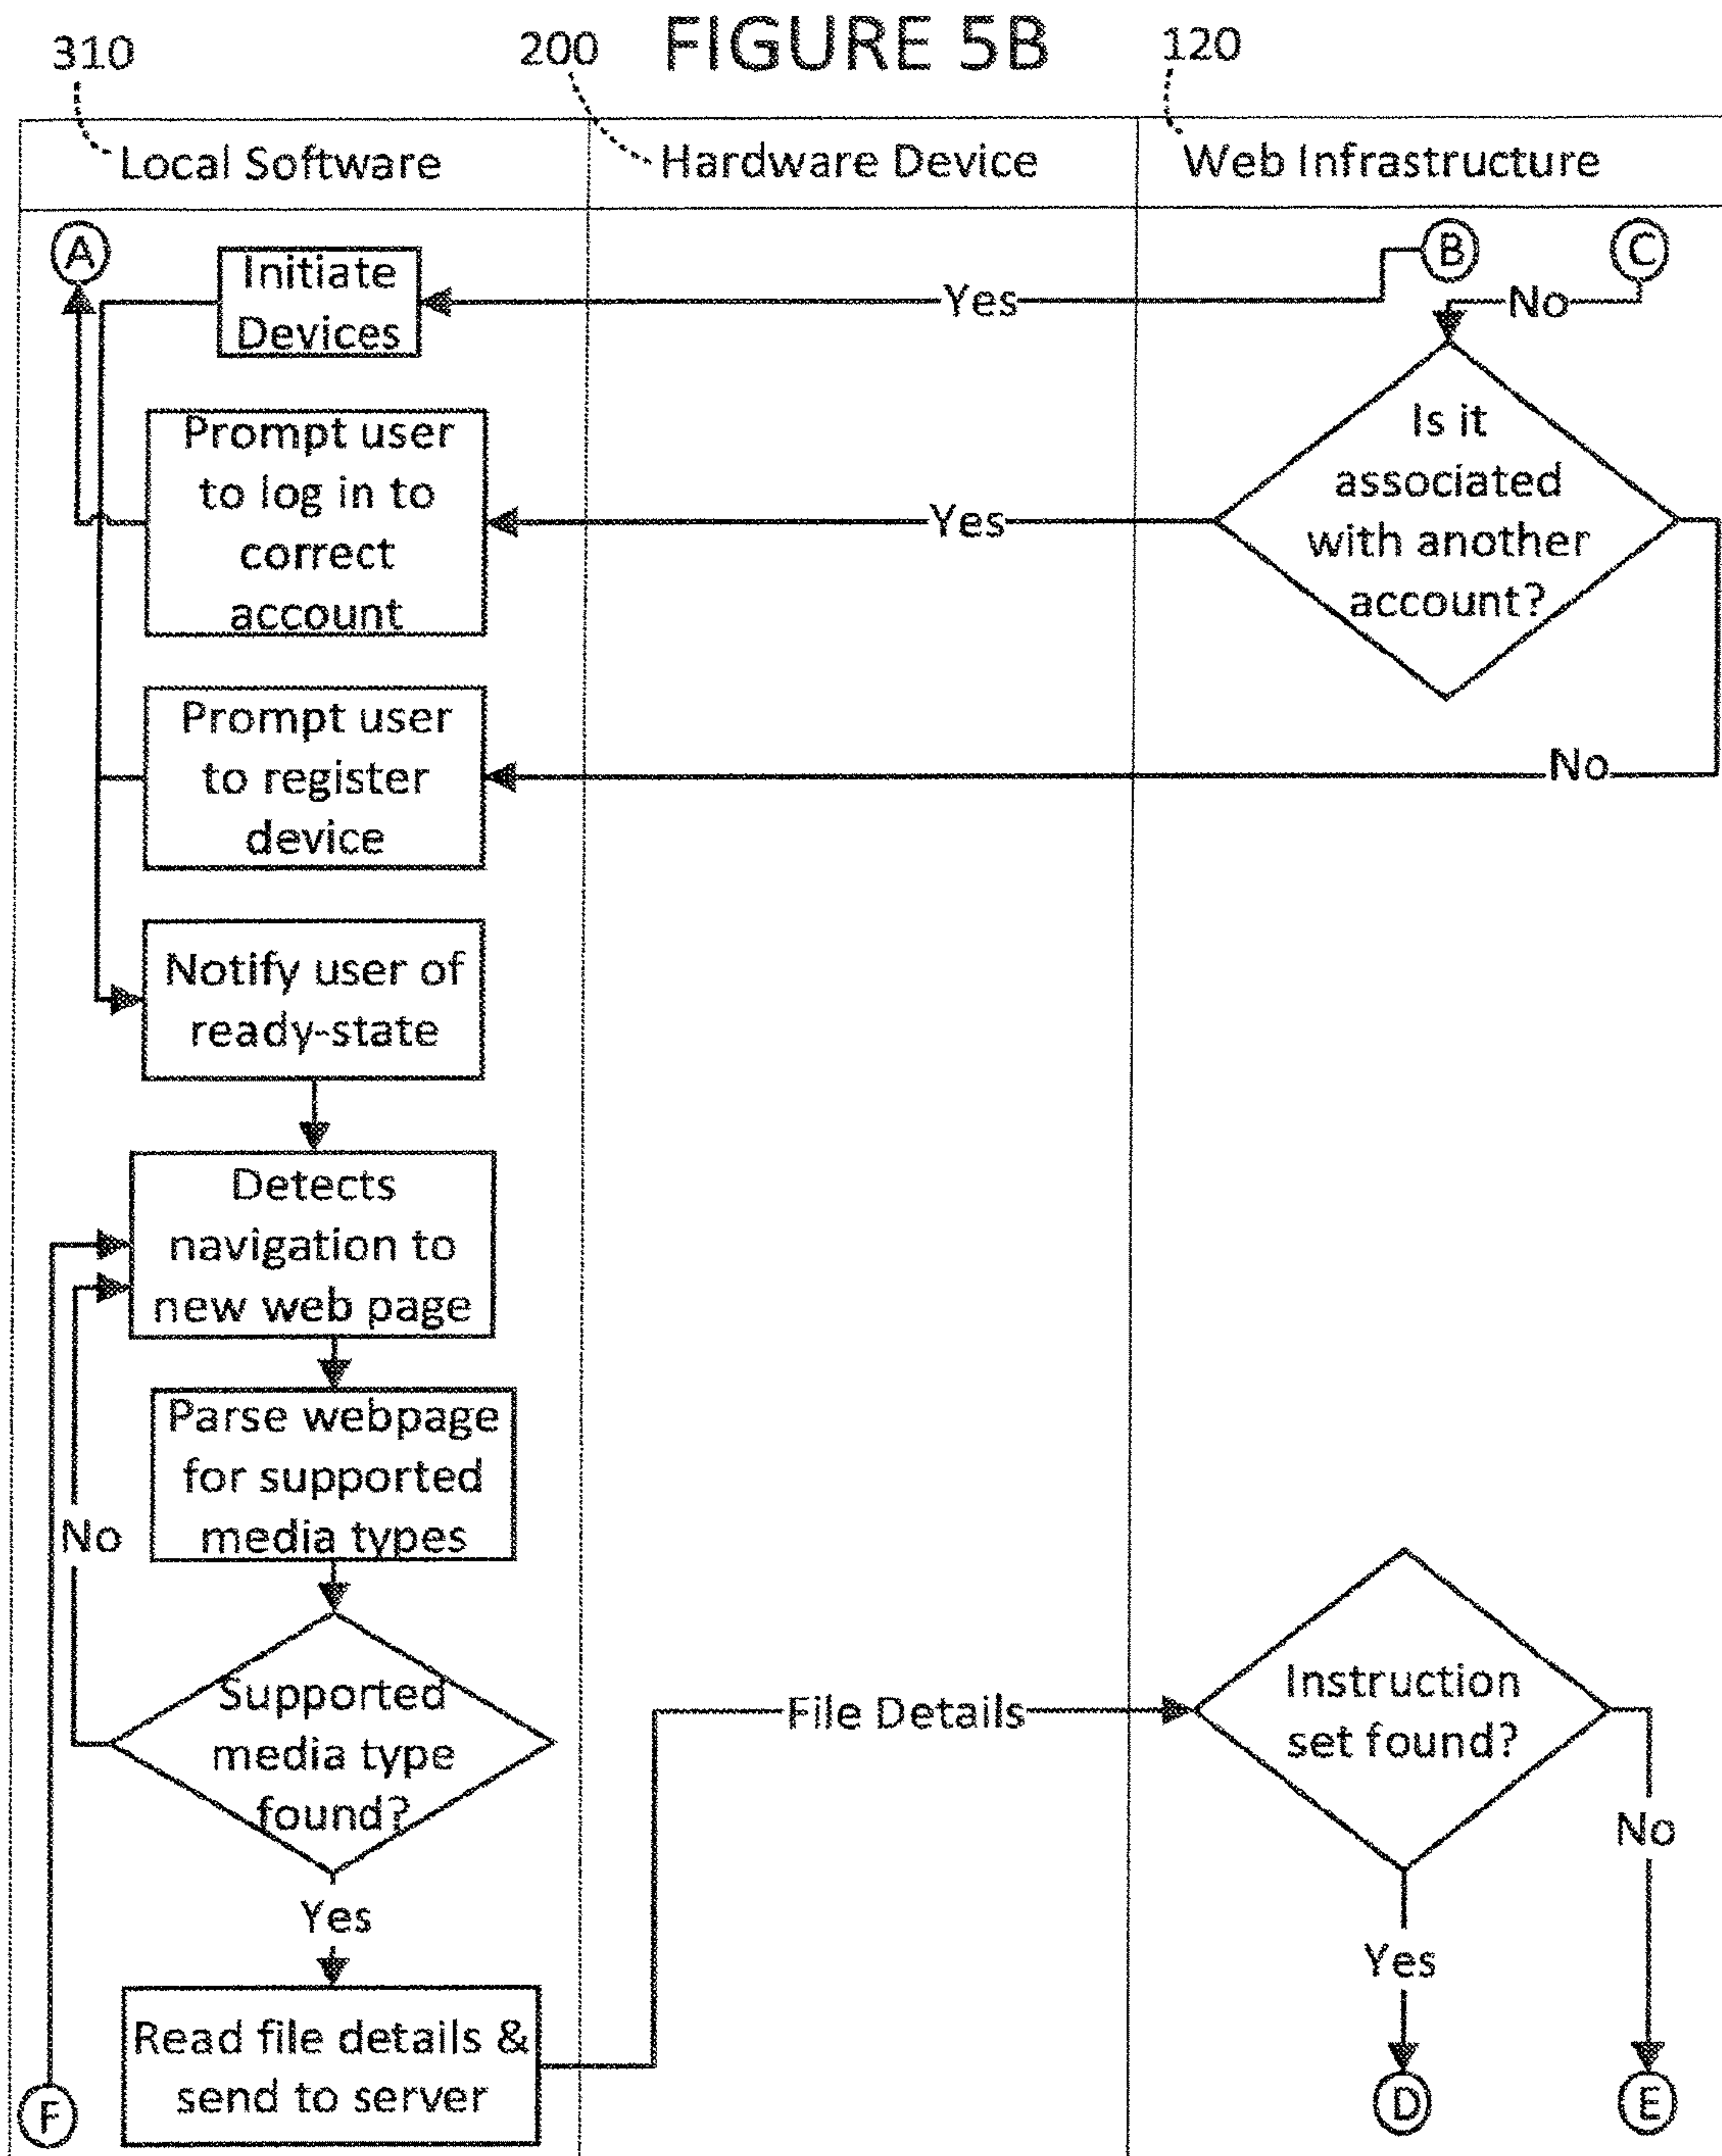 FIGURE 5B
310
200
120
Local Software
Hardware Device
Web Infrastructure
A
B
C
Initiate
Devices
Yes
No
Is it
associated
with another
account?
Prompt user
to log in to
correct
account
Yes
Prompt user
to register
device
No
Notify user of
ready-state
Detects
navigation to
new web page
Parse webpage
for supported
media types
No
Supported
media type
found?
File Details
Instruction
set found?
No
Yes
Yes
Read file details &
send to server
F
D
E